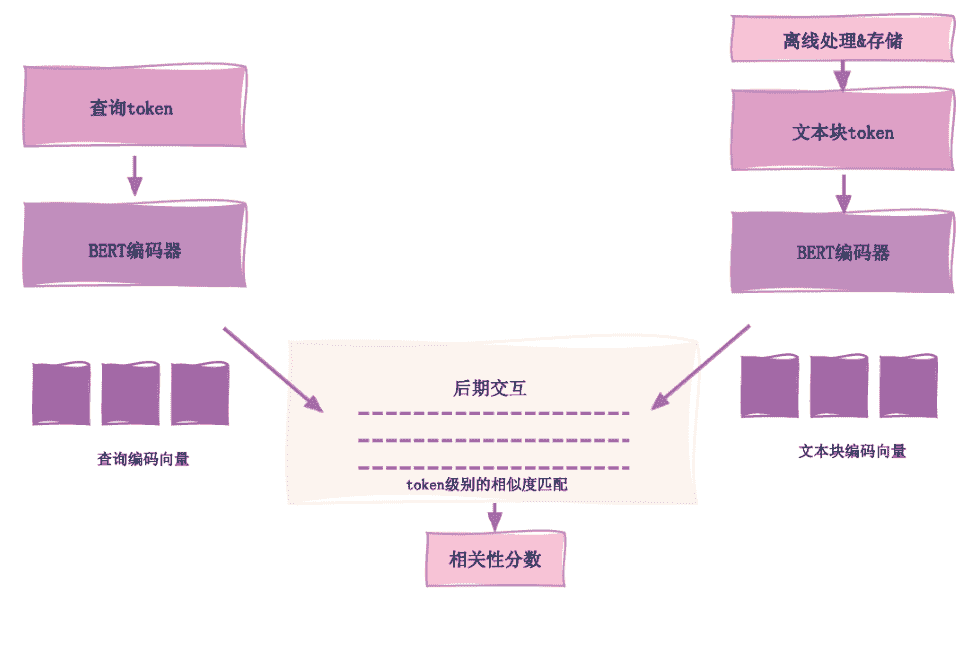 离线处理&存储
查询token
文本块token
BERT编码器
BERT编码器
后期交互
token级别的相似度匹配
查询编码向量
文本块编码向量
相关性分数